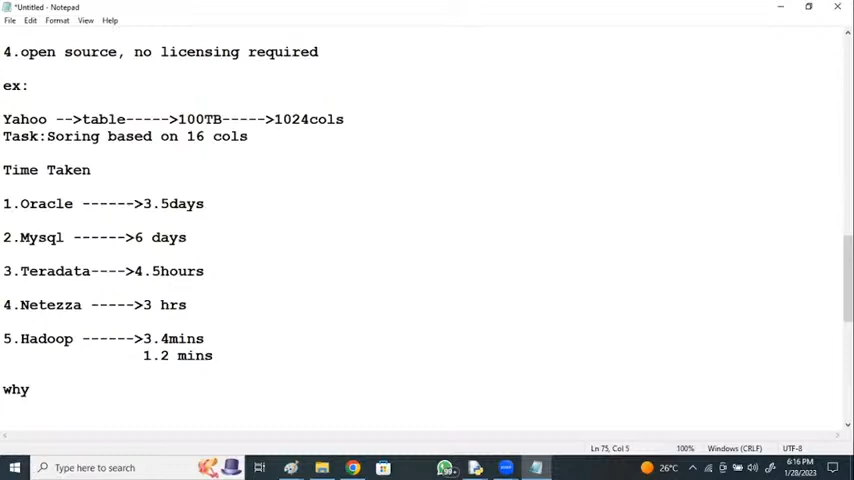 *Untitled - Notepad
File Edit Format View Help
4.open source, no licensing required
ex:
Yahoo -->table----->100TB----->1024cols
Task:Soring based on 16 cols
Time Taken
1.Oracle ------>3.5days
2.Mysql ------>6 days
3.Teradata---->4.5hours
4.Netezza ----->3 hrs
5.Hadoop ------>3.4mins
1.2 mins
why
Ln 75, Col 5 100% Windows (CRLF) UTF-8
Type here to search 99+ 26°C 6:16 PM
1/28/2023